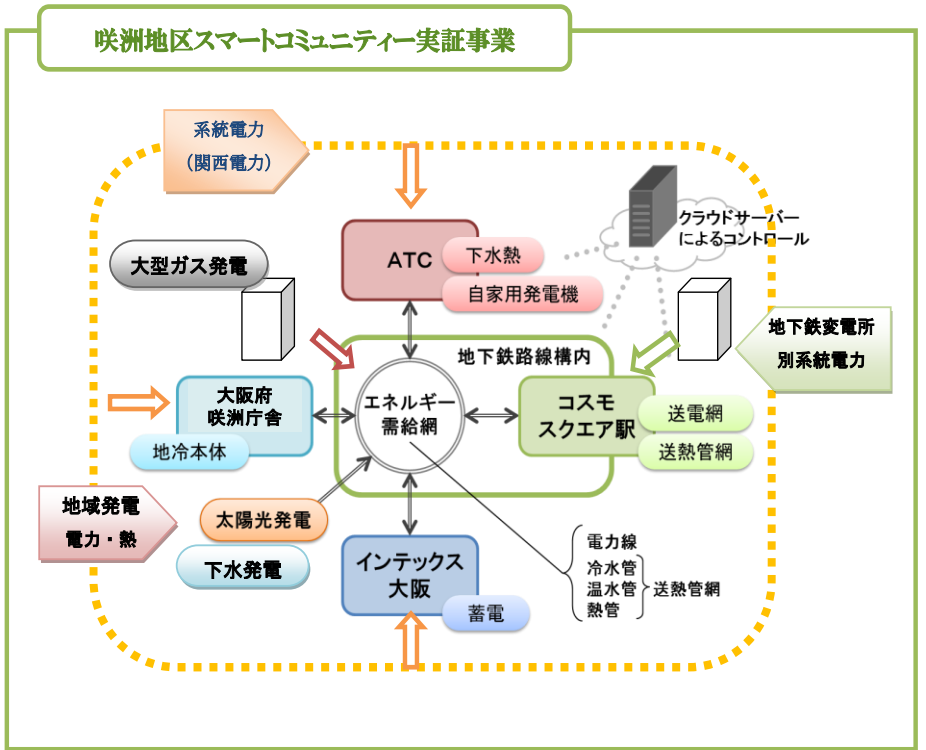 咲洲地区スマートコミュニティー実証事業
系統電力
（関西電力）
クラウドサーバー
によるコントロール
ATC
下水熱
自家用発電機
大型ガス発電
地下鉄変電所
別系統電力
地下鉄路線構内
大阪府
咲洲庁舎
地冷本体
エネルギー
需給網
コスモ
スクエア駅
送電網
送熱管網
地域発電
電力・熱
太陽光発電
下水発電
インテックス
大阪
蓄電
電力線
冷水管
温水管
熱管
送熱管網